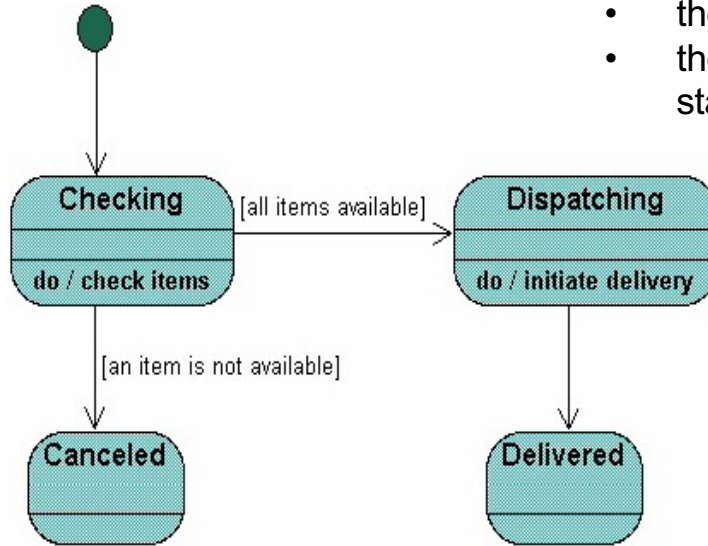 •
•
Checking
[all items available]
Dispatching
do / check items
do / initiate delivery
[an item is not available]
Canceled
Delivered